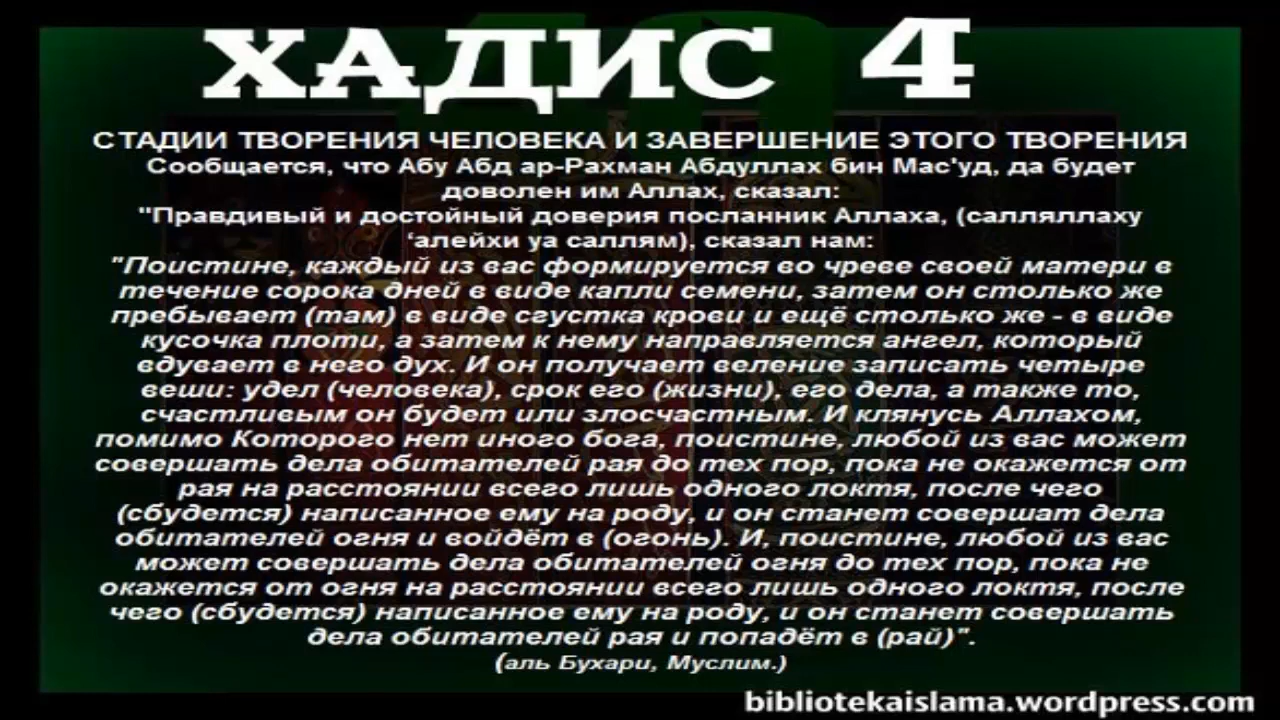 ХАДИС 4
СТАДИИ ТВОРЕНИЯ ЧЕЛОВЕКА И ЗАВЕРШЕНИЕ ЭТОГО ТВОРЕНИЯ
Сообщается, что Абу Абд ар-Рахман Абдуллах бин Мас'уд, да будет
доволен им Аллах, сказал:
"Правдивый и достойный доверия посланник Аллаха, (салляллаху
‘алейхи уа саллям), сказал нам:
"Поистине, каждый из вас формируется во чреве своей матери в
течение сорока дней в виде капли семени, затем он столько же
пребывает (там) в виде сгустка крови и ещё столько же - в виде
кусочка плоти, а затем к нему направляется ангел, который
вдувает в него дух. И он получает веление записать четыре
веши: удел (человека), срок его (жизни), его дела, а также то,
счастливым он будет или злосчастным. И клянусь Аллахом,
помимо Которого нет иного бога, поистине, любой из вас может
совершать дела обитателей рая до тех пор, пока не окажется от
рая на расстоянии всего лишь одного локтя, после чего
(сбудется) написанное ему на роду, и он станет совершат дела
обитателей огня и войдёт в (огонь). И, поистине, любой из вас
может совершать дела обитателей огня до тех пор, пока не
окажется от огня на расстоянии всего лишь одного локтя, после
чего (сбудется) написанное ему на роду, и он станет совершать
дела обитателей рая и попадёт в (рай)".
(аль Бухари, Муслим.)
bibliotekaislama.wordpress.com